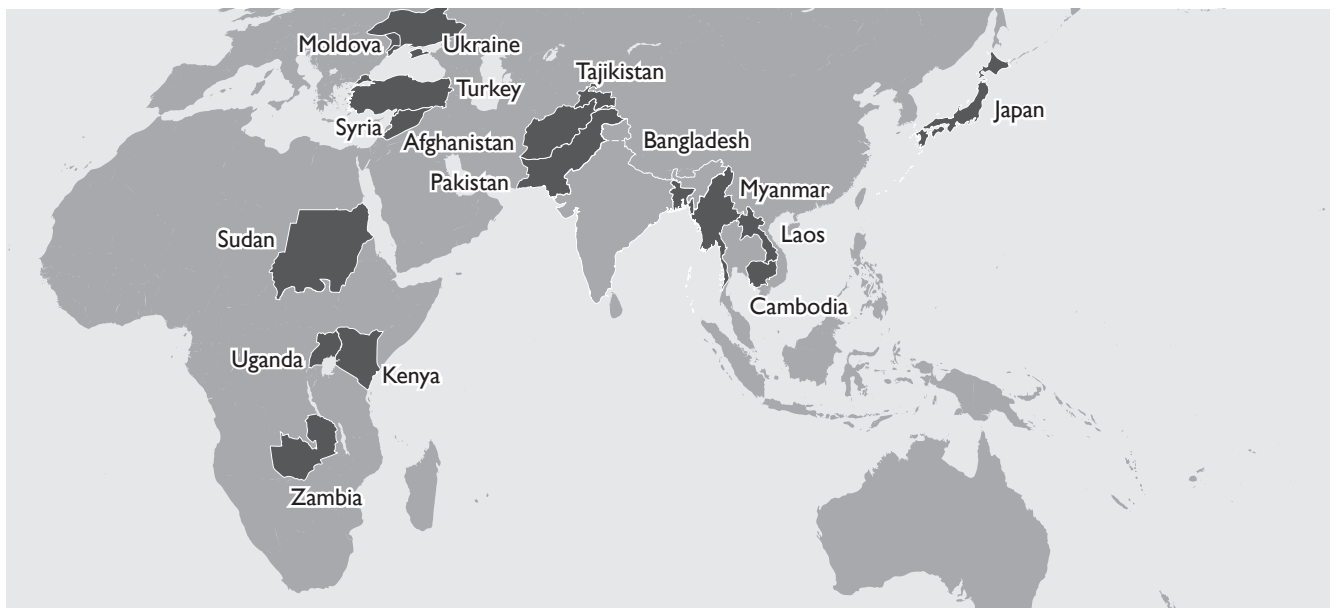 Moldova
Ukraine
Tajikistan
Turkey
Japan
Syria
Afghanistan
Bangladesh
Pakistan
Myanmar
Sudan
Laos
Cambodia
Uganda
Kenya
Zambia